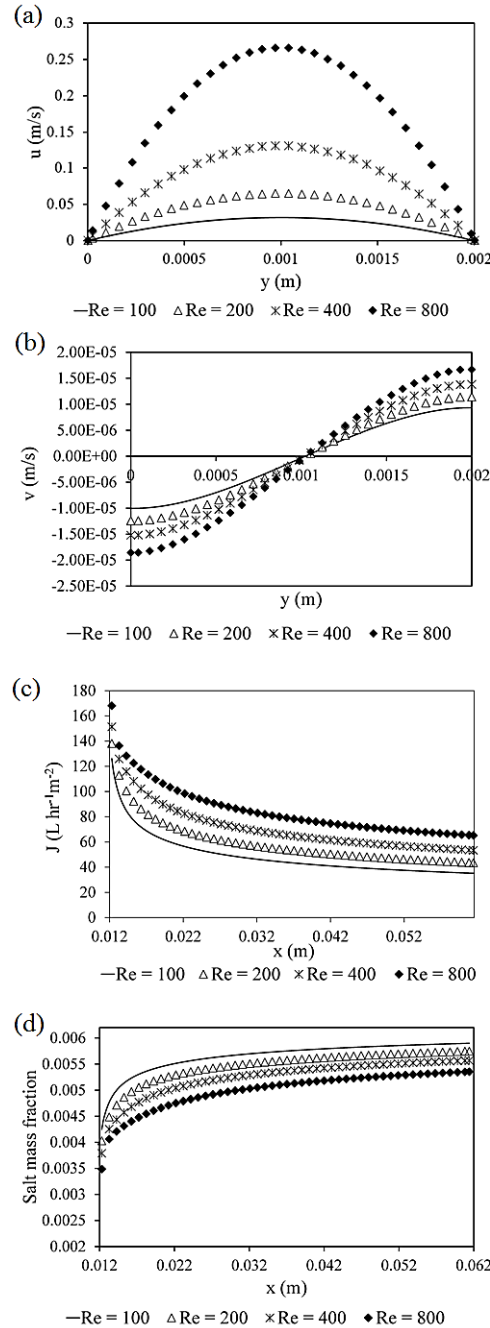 (a)
0.3
0.25
0.2
0.15
0.1
0.05
0
u (m/s)
0 0.0005 0.001 0.0015 0.002
y (m)
—Re = 100 △Re = 200 ✳Re = 400 ◆Re = 800
(b)
2.00E-05
1.50E-05
1.00E-05
5.00E-06
0.00E+00
-5.00E-06
-1.00E-05
-1.50E-05
-2.00E-05
-2.50E-05
v (m/s)
0 0.0005 0.001 0.0015 0.002
y (m)
—Re = 100 △Re = 200 ✳Re = 400 ◆Re = 800
(c)
180
160
140
120
100
80
60
40
20
0
J (L hr⁻¹m⁻²)
0.012 0.022 0.032 0.042 0.052
x (m)
—Re = 100 △Re = 200 ✳Re = 400 ◆Re = 800
(d)
0.006
0.0055
0.005
0.0045
0.004
0.0035
0.003
0.0025
0.002
Salt mass fraction
0.012 0.022 0.032 0.042 0.052 0.062
x (m)
—Re = 100 △Re = 200 ✳Re = 400 ◆Re = 800